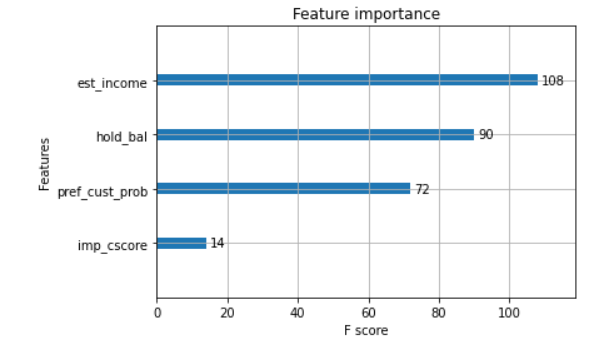 Feature importance
Features
est_income
108
hold_bal
90
pref_cust_prob
72
imp_cscore
14
0 20 40 60 80 100
F score